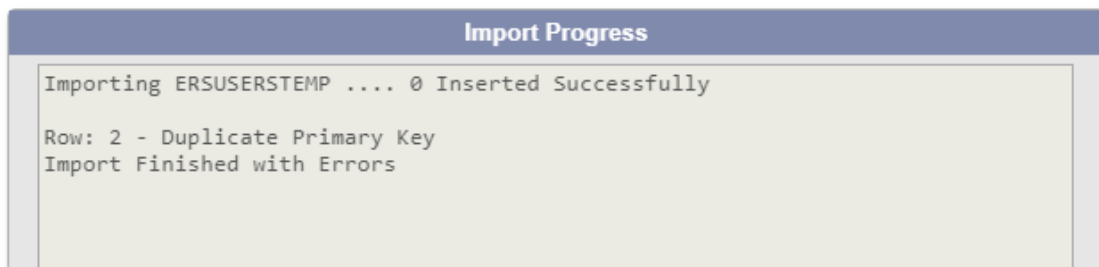 Import Progress
Importing ERSUSERSTEMP .... 0 Inserted Successfully
Row: 2 - Duplicate Primary Key
Import Finished with Errors